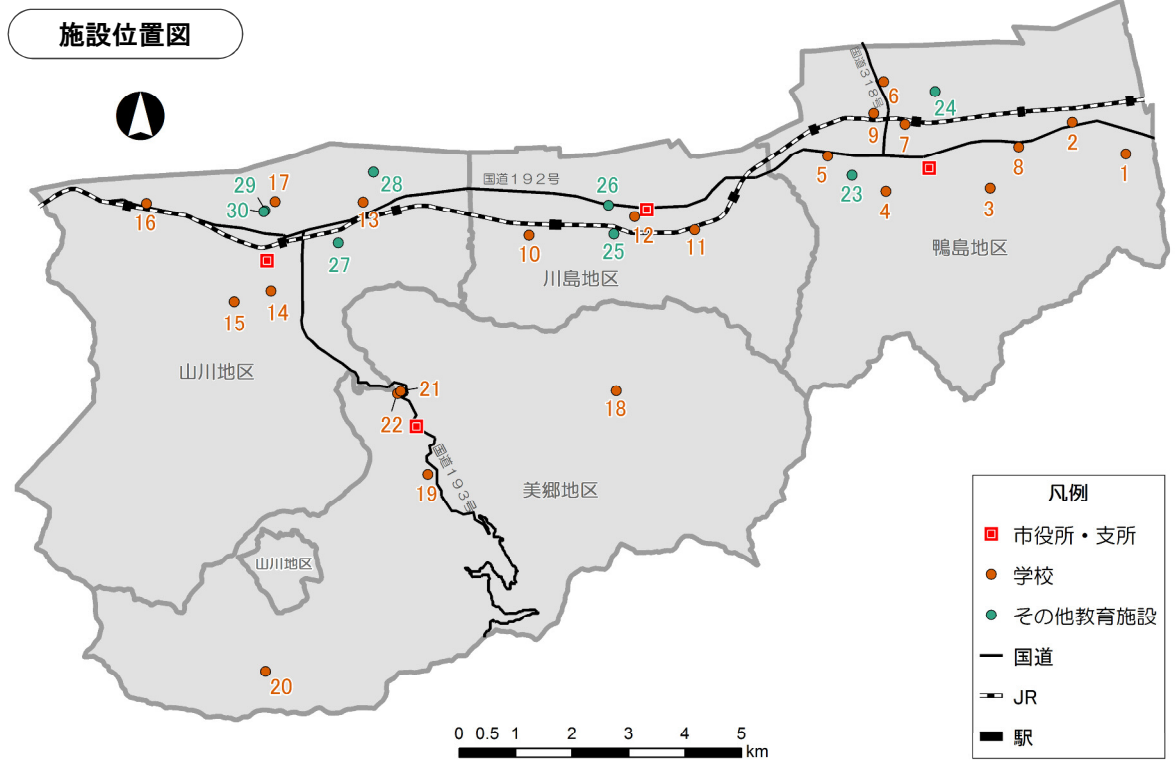 施設位置図
国道318号
6
24
9
7
2
8
1
5
23
4
3
鴨島地区
国道192号
29
17
28
26
30
16
13
12
11
10
25
27
川島地区
14
15
山川地区
21
22
18
国道193号
19
美郷地区
山川地区
20
凡例
市役所・支所
学校
その他教育施設
国道
JR
駅
0 0.5 1 2 3 4 5
km